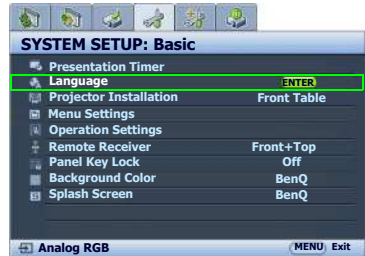 SYSTEM SETUP: Basic
Presentation Timer
Language ENTER
Projector Installation Front Table
Menu Settings
Operation Settings
Remote Receiver Front+Top
Panel Key Lock Off
Background Color BenQ
Splash Screen BenQ
Analog RGB MENU Exit